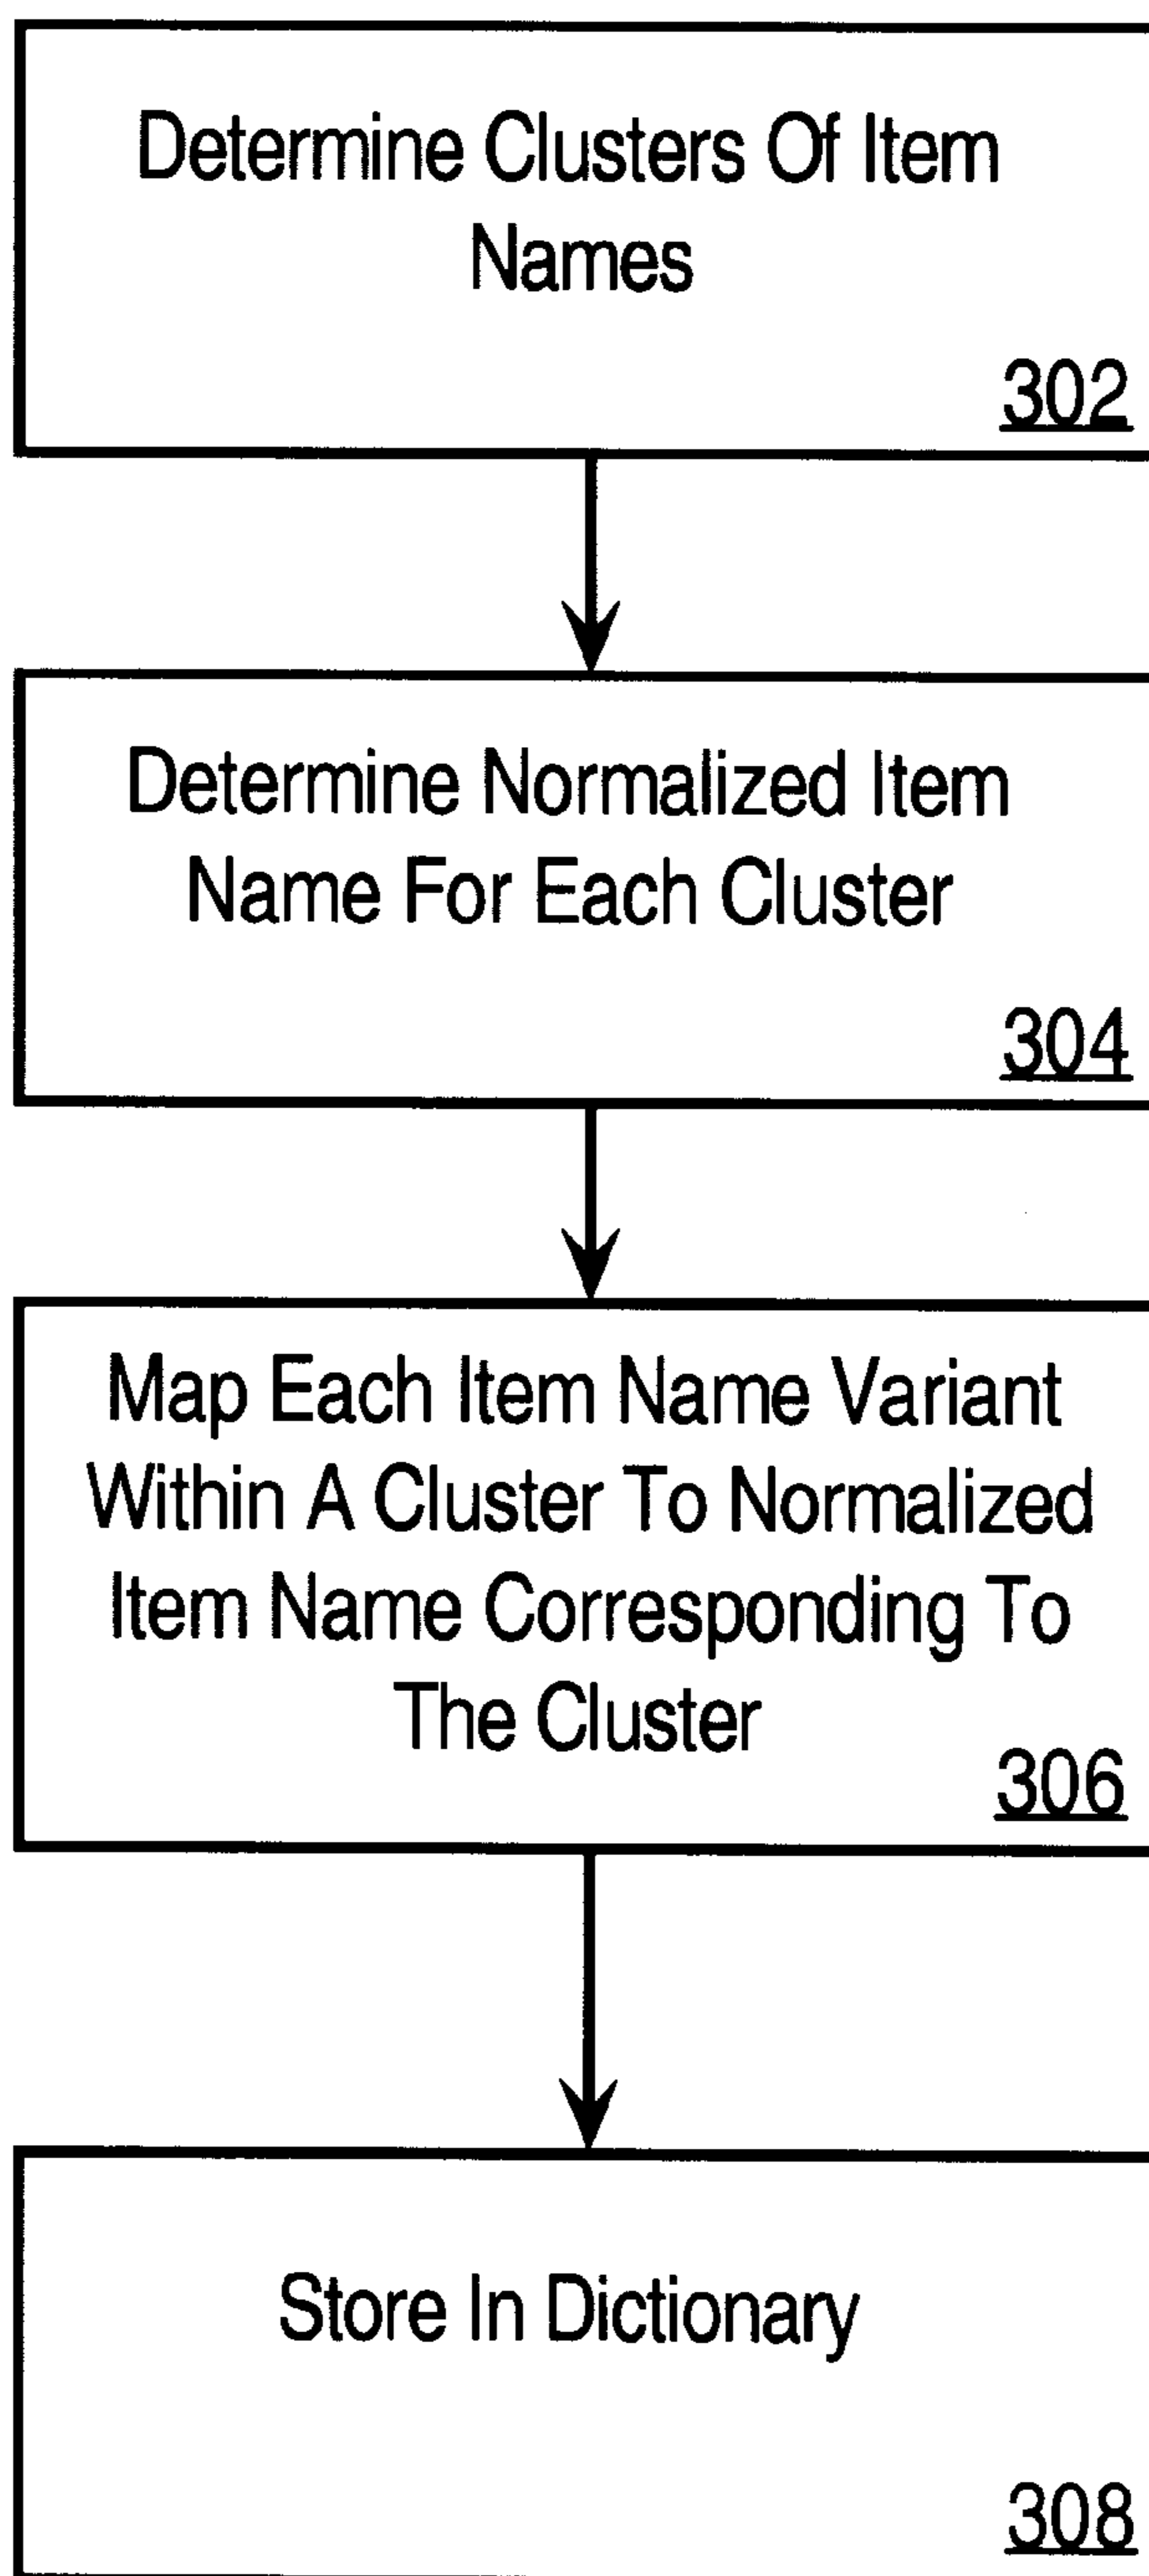 Determine Clusters Of Item
Names
302
Determine Normalized Item
Name For Each Cluster
304
Map Each Item Name Variant
Within A Cluster To Normalized
Item Name Corresponding To
The Cluster
306
Store In Dictionary
308